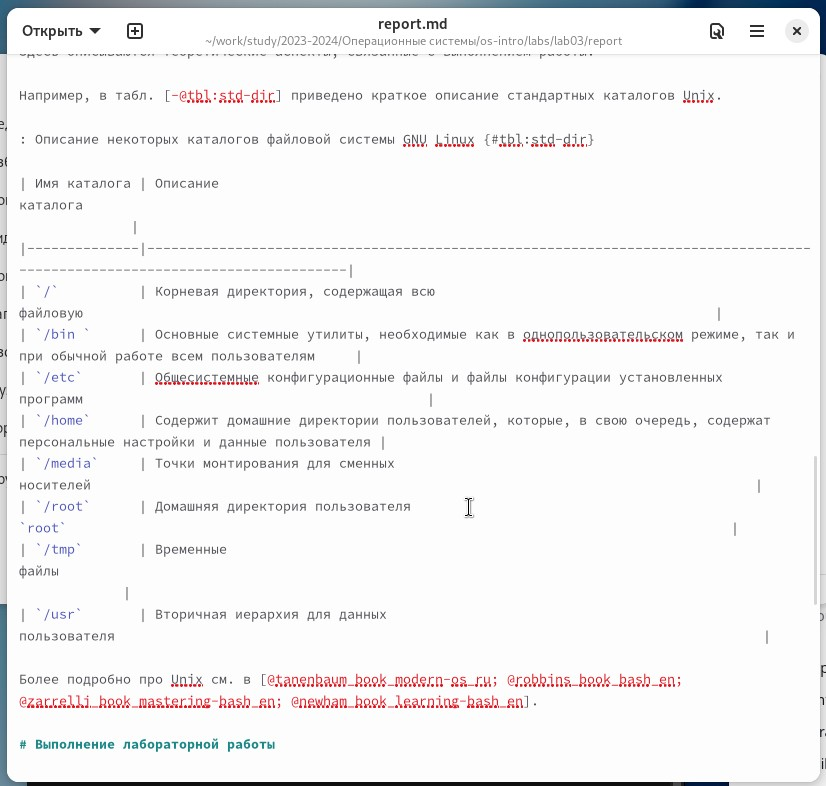 Открыть
report.md
~/work/study/2023-2024/Операционные системы/os-intro/labs/lab03/report
Здесь описываются теоретические аспекты, связанные с выполнением работы.
Например, в табл. [-@tbl:std-dir] приведено краткое описание стандартных каталогов Unix.
: Описание некоторых каталогов файловой системы GNU Linux {#tbl:std-dir}
| Имя каталога | Описание
каталога
|
|--------------|-----------------------------------------------------------------------------------
-----------------------------------------|
| `/`          | Корневая директория, содержащая всю
файловую                                                                               |
| `/bin `      | Основные системные утилиты, необходимые как в однопользовательском режиме, так и
при обычной работе всем пользователям     |
| `/etc`       | Общесистемные конфигурационные файлы и файлы конфигурации установленных
программ                                           |
| `/home`      | Содержит домашние директории пользователей, которые, в свою очередь, содержат
персональные настройки и данные пользователя |
| `/media`     | Точки монтирования для сменных
носителей                                                                                   |
| `/root`      | Домашняя директория пользователя
`root`                                                                                   |
| `/tmp`       | Временные
файлы
|
| `/usr`       | Вторичная иерархия для данных
пользователя                                                                                 |
Более подробно про Unix см. в [@tanenbaum_book_modern-os_ru; @robbins_book_bash_en;
@zarrelli_book_mastering-bash_en; @newham_book_learning-bash_en].
# Выполнение лабораторной работы